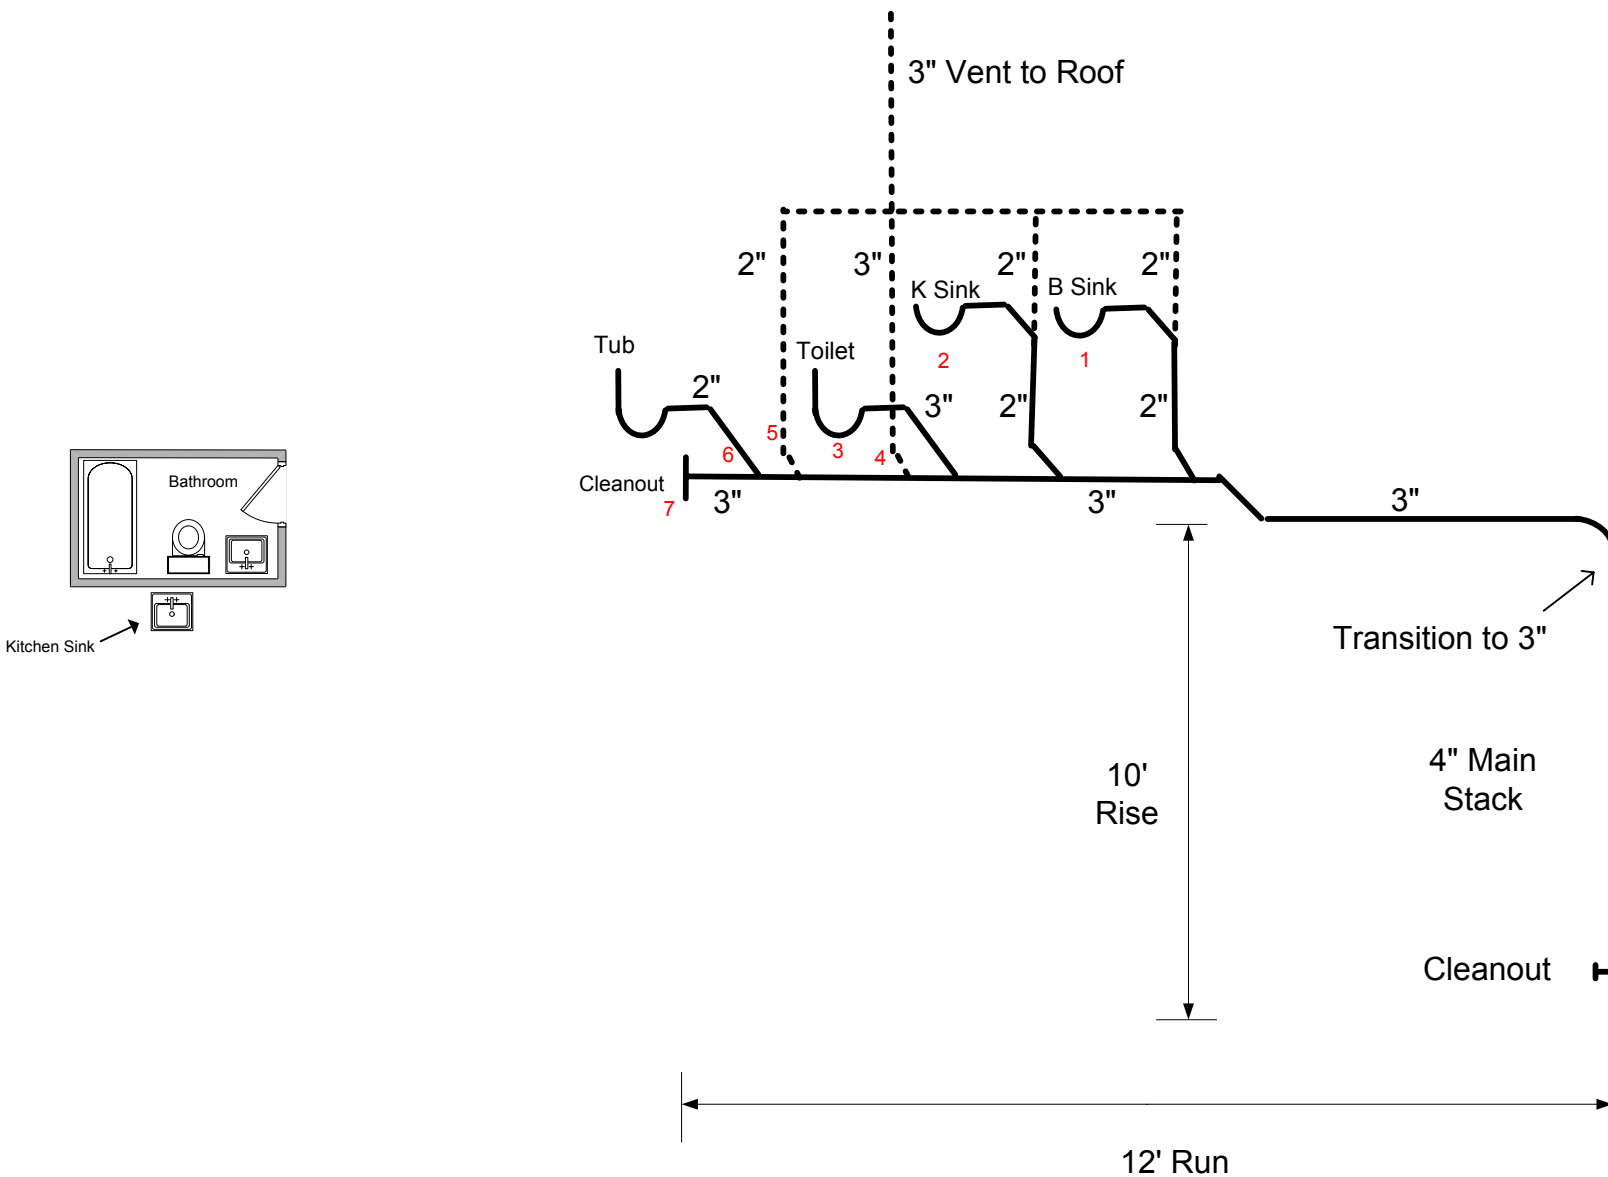 3" Vent to Roof
2"
3"
2"
2"
K Sink
B Sink
Tub
Toilet
2
1
2"
3"
2"
2"
5
6
3
4
Cleanout
7
3"
3"
3"
Bathroom
Kitchen Sink
Transition to 3"
10'
Rise
4" Main
Stack
Cleanout
12' Run